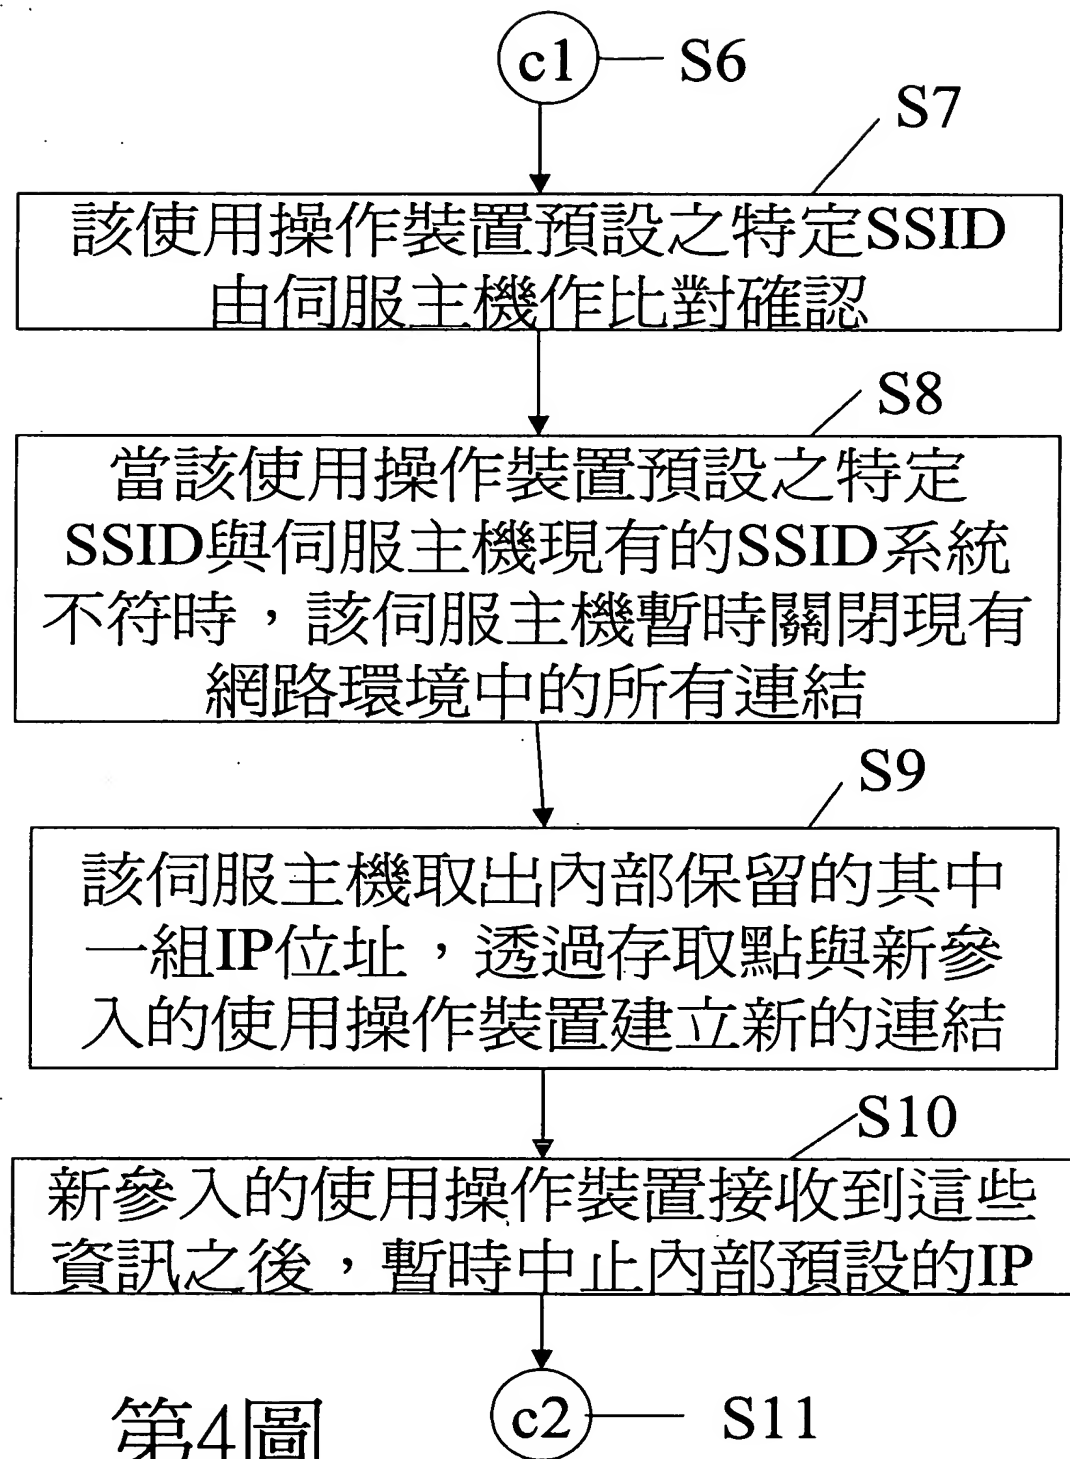 c1 S6
S7
該使用操作裝置預設之特定SSID
由伺服主機作比對確認
S8
當該使用操作裝置預設之特定
SSID與伺服主機現有的SSID系統
不符時，該伺服主機暫時關閉現有
網路環境中的所有連結
S9
該伺服主機取出內部保留的其中
一組IP位址，透過存取點與新參
入的使用操作裝置建立新的連結
S10
新參入的使用操作裝置接收到這些
資訊之後，暫時中止內部預設的IP
c2 S11
第4圖